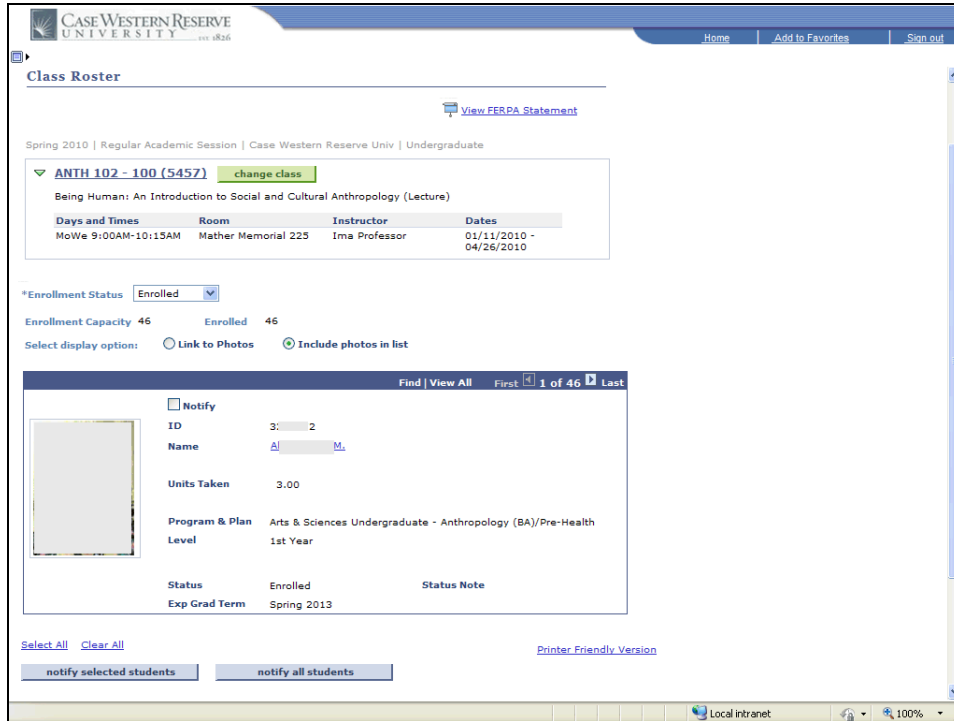 CASE WESTERN RESERVE
UNIVERSITY EST 1826
Home Add to Favorites Sign out
Class Roster
View FERPA Statement
Spring 2010 | Regular Academic Session | Case Western Reserve Univ | Undergraduate
ANTH 102 - 100 (5457) change class
Being Human: An Introduction to Social and Cultural Anthropology (Lecture)
Days and Times Room Instructor Dates
MoWe 9:00AM-10:15AM Mather Memorial 225 Ima Professor 01/11/2010 -
04/26/2010
*Enrollment Status Enrolled
Enrollment Capacity 46 Enrolled 46
Select display option: Link to Photos Include photos in list
Find | View All First 1 of 46 Last
Notify
ID 3 2
Name Al M.
Units Taken 3.00
Program & Plan Arts & Sciences Undergraduate - Anthropology (BA)/Pre-Health
Level 1st Year
Status Enrolled Status Note
Exp Grad Term Spring 2013
Select All Clear All Printer Friendly Version
notify selected students notify all students
Local intranet 100%